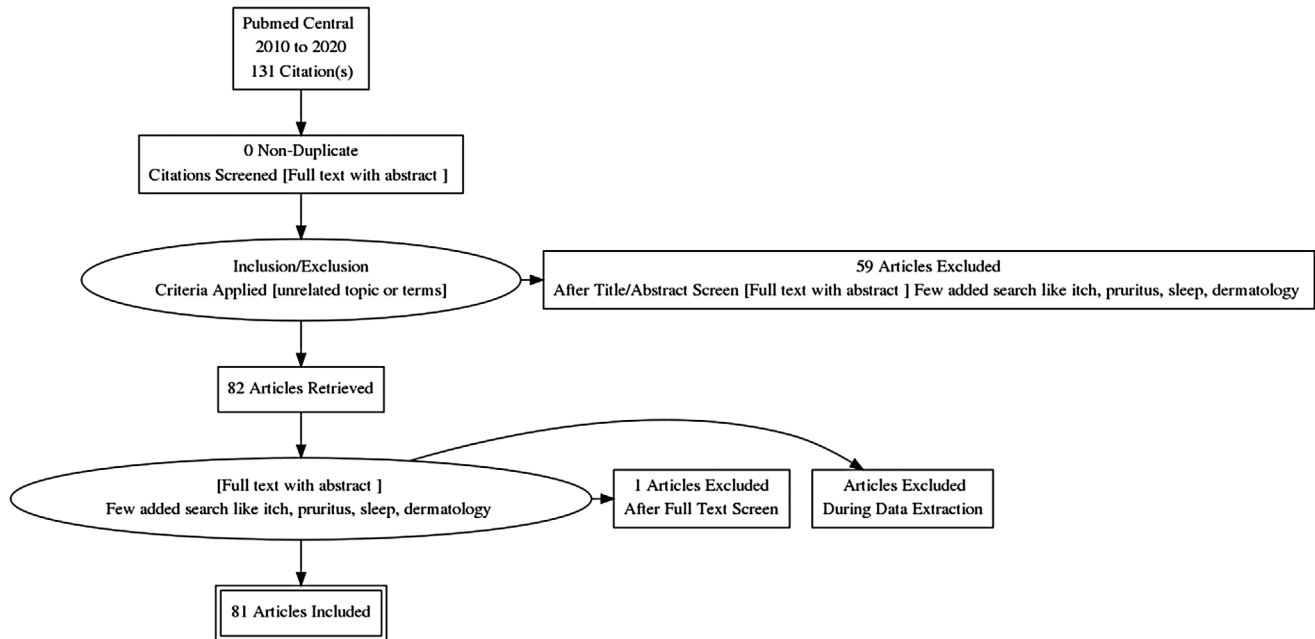 Pubmed Central
2010 to 2020
131 Citation(s)
0 Non-Duplicate
Citations Screened [Full text with abstract ]
Inclusion/Exclusion
Criteria Applied [unrelated topic or terms]
59 Articles Excluded
After Title/Abstract Screen [Full text with abstract ] Few added search like itch, pruritus, sleep, dermatology
82 Articles Retrieved
[Full text with abstract ]
Few added search like itch, pruritus, sleep, dermatology
1 Articles Excluded
After Full Text Screen
Articles Excluded
During Data Extraction
81 Articles Included